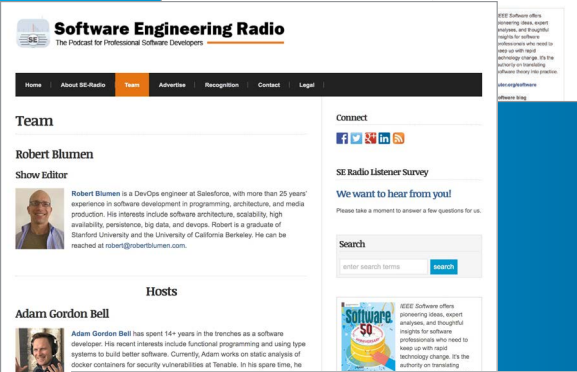 Software Engineering Radio
The Podcast for Professional Software Developers
SE
Home
About SE-Radio
Team
Advertise
Recognition
Contact
Legal
Team
Robert Blumen
Show Editor
Robert Blumen is a DevOps engineer at Salesforce, with more than 25 years'
experience in software development in programming, architecture, and media
production. His interests include software architecture, scalability, high
availability, persistence, big data, and devops. Robert is a graduate of
Stanford University and the University of California Berkeley. He can be
reached at robert@robertblumen.com.
Hosts
Adam Gordon Bell
Adam Gordon Bell has spent 14+ years in the trenches as a software
developer. His recent interests include functional programming and using type
systems to build better software. Currently, Adam works on static analysis of
docker containers for security vulnerabilities at Tenable. In his spare time, he
Connect
SE Radio Listener Survey
We want to hear from you!
Please take a moment to answer a few questions for us.
Search
enter search terms
search
Software
50
ANNIVERSARY
IEEE Software offers
pioneering ideas, expert
analyses, and thoughtful
insights for software
professionals who need to
keep up with rapid
technology change. It's the
authority on translating
IEEE Software offers
pioneering ideas, expert
analyses, and thoughtful
insights for software
professionals who need to
keep up with rapid
technology change. It's the
authority on translating
software theory into practice.
uter.org/software
oftware blog